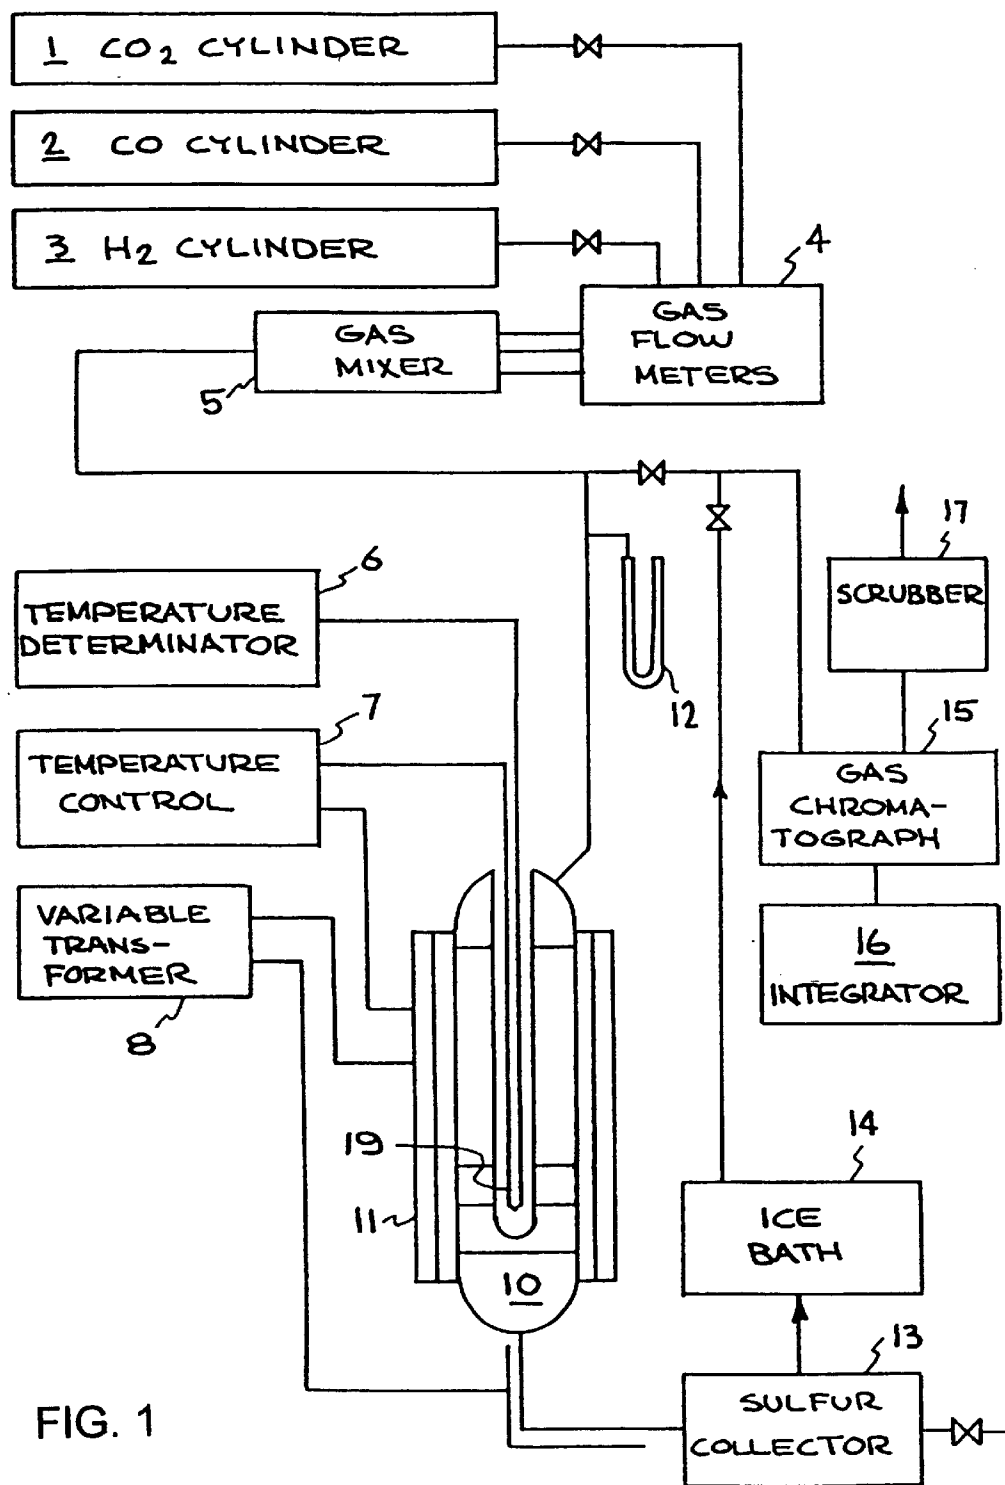 1 CO2 CYLINDER
2 CO CYLINDER
3 H2 CYLINDER
4
GAS
FLOW
METERS
GAS
MIXER
5
6
TEMPERATURE
DETERMINATOR
7
TEMPERATURE
CONTROL
VARIABLE
TRANS-
FORMER
8
12
17
SCRUBBER
15
GAS
CHROMA-
TOGRAPH
16
INTEGRATOR
19
11
10
14
ICE
BATH
13
SULFUR
COLLECTOR
FIG. 1